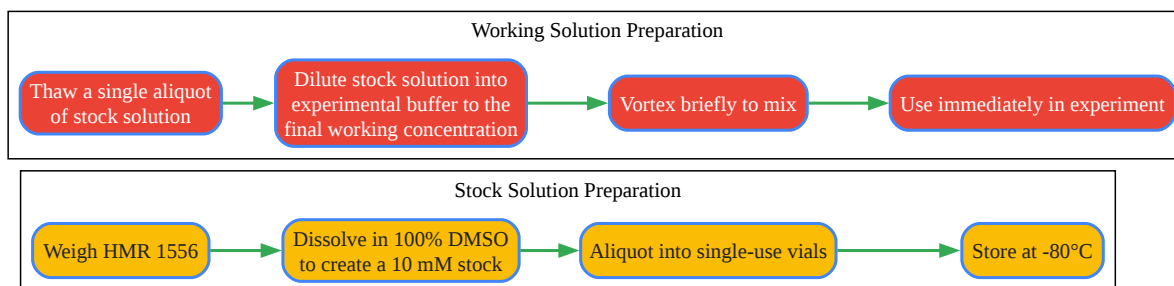 Working Solution Preparation
Thaw a single aliquot
of stock solution
Dilute stock solution into
experimental buffer to the
final working concentration
Vortex briefly to mix
Use immediately in experiment
Stock Solution Preparation
Weigh HMR 1556
Dissolve in 100% DMSO
to create a 10 mM stock
Aliquot into single-use vials
Store at -80°C